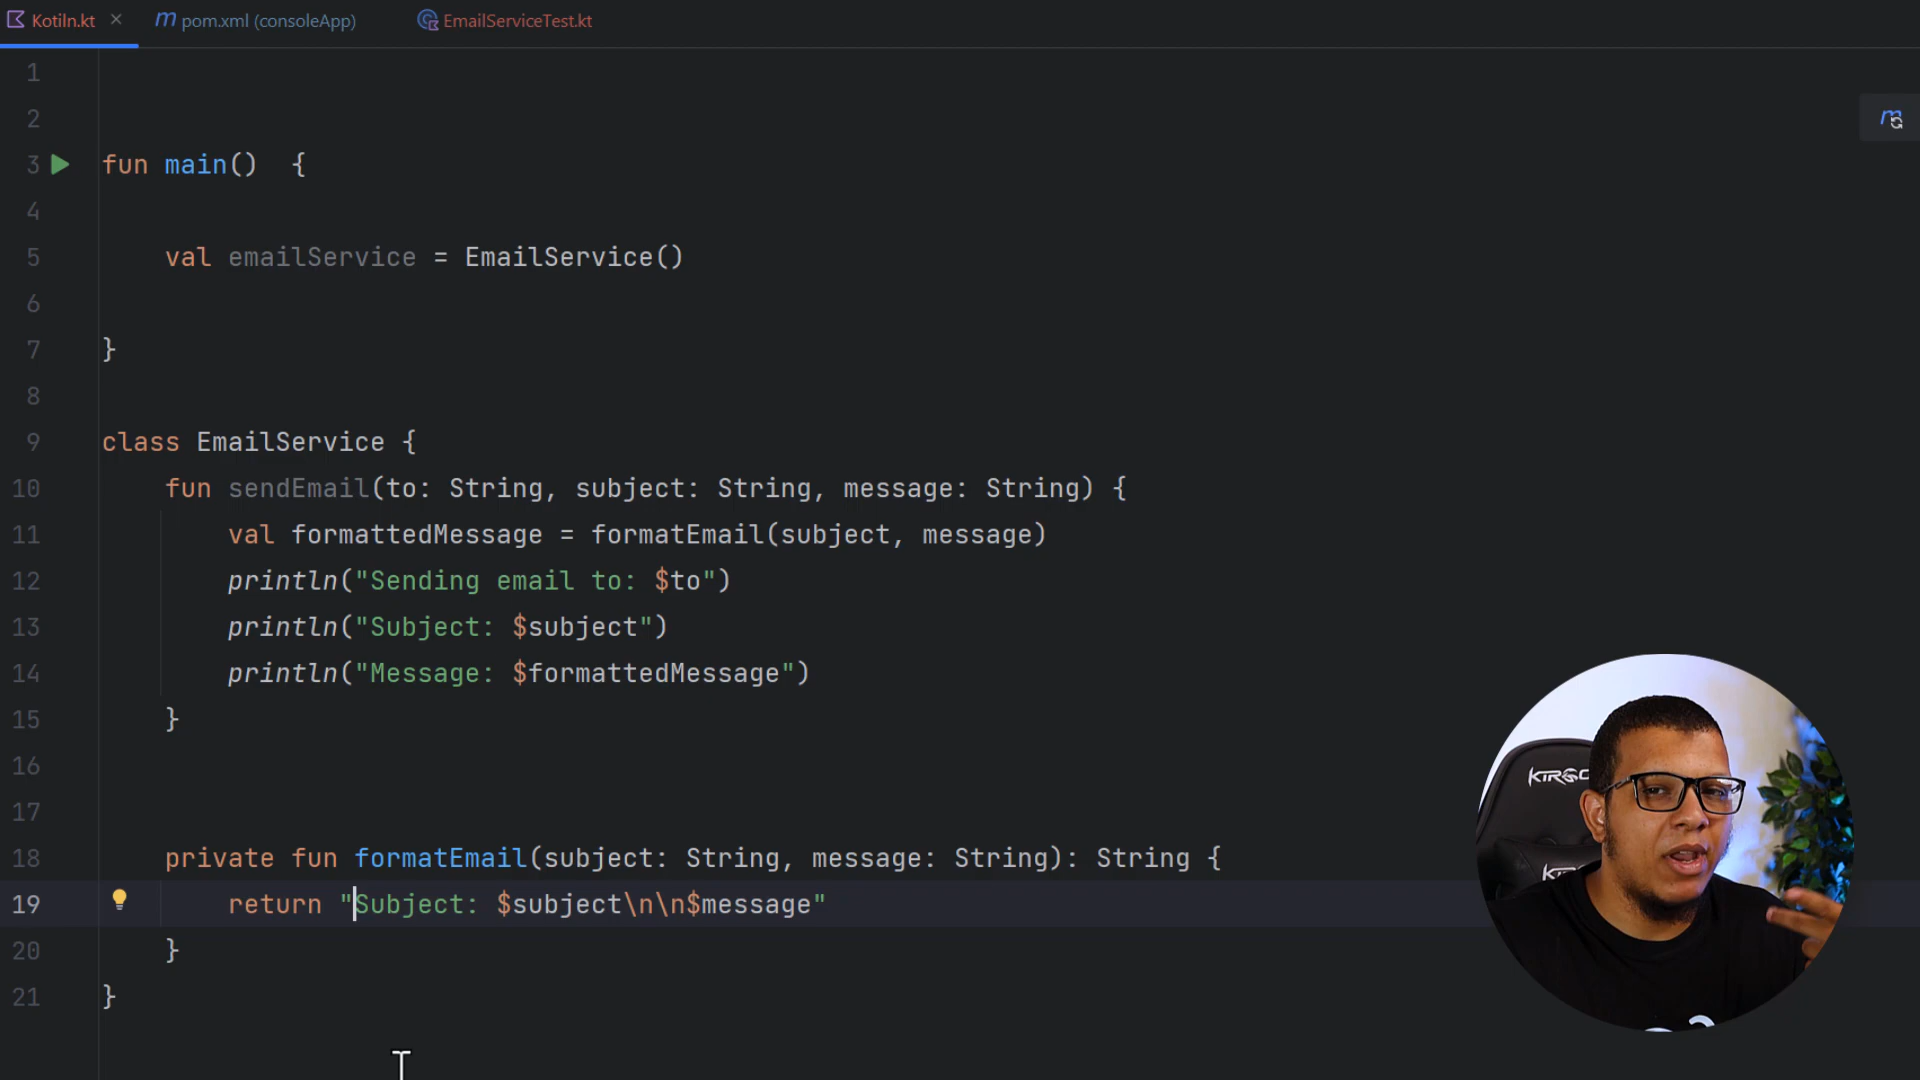 Kotiln.kt
pom.xml (consoleApp)
EmailServiceTest.kt
1
2
3 fun main()  {
4
5     val emailService = EmailService()
6
7 }
8
9 class EmailService {
10     fun sendEmail(to: String, subject: String, message: String) {
11         val formattedMessage = formatEmail(subject, message)
12         println("Sending email to: $to")
13         println("Subject: $subject")
14         println("Message: $formattedMessage")
15     }
16
17
18     private fun formatEmail(subject: String, message: String): String {
19         return "Subject: $subject\n\n$message"
20     }
21 }